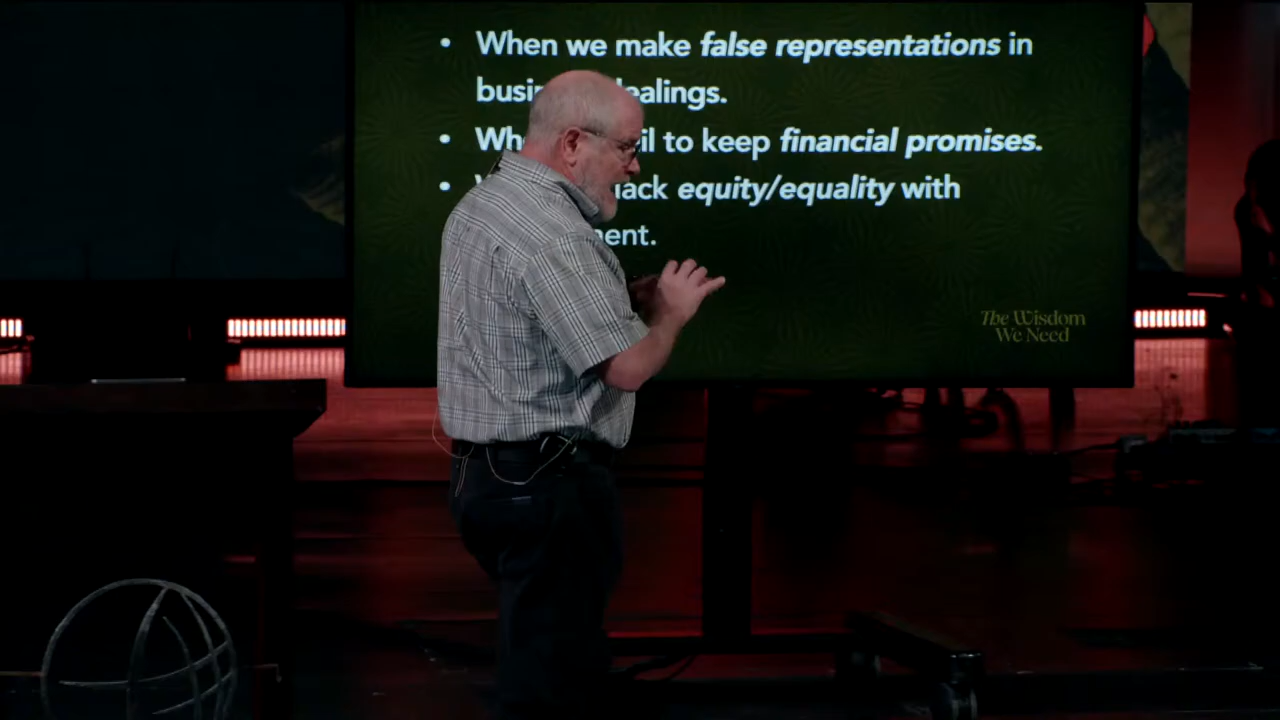 • When we make false representations in
busi ealings.
• Wh il to keep financial promises.
• lack equity/equality with
ent.
The Wisdom
We Need